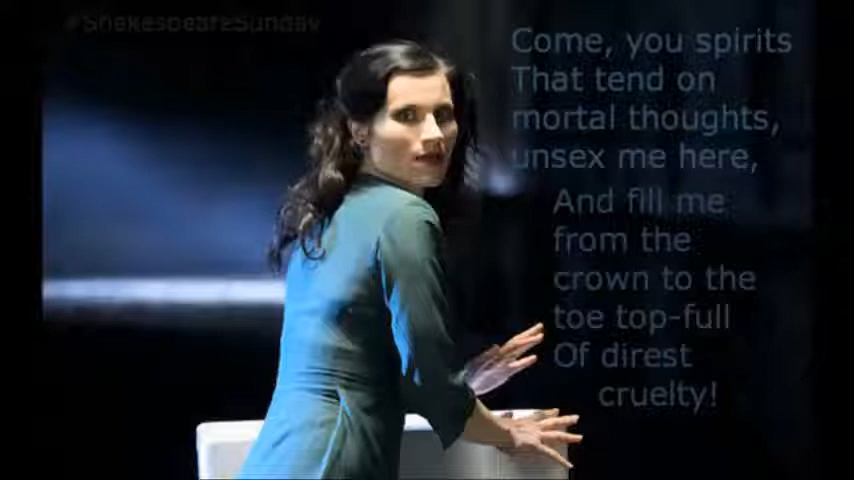 #ShakespeareSunday
Come, you spirits
That tend on
mortal thoughts,
unsex me here,
And fill me
from the
crown to the
toe top-full
Of direst
cruelty!